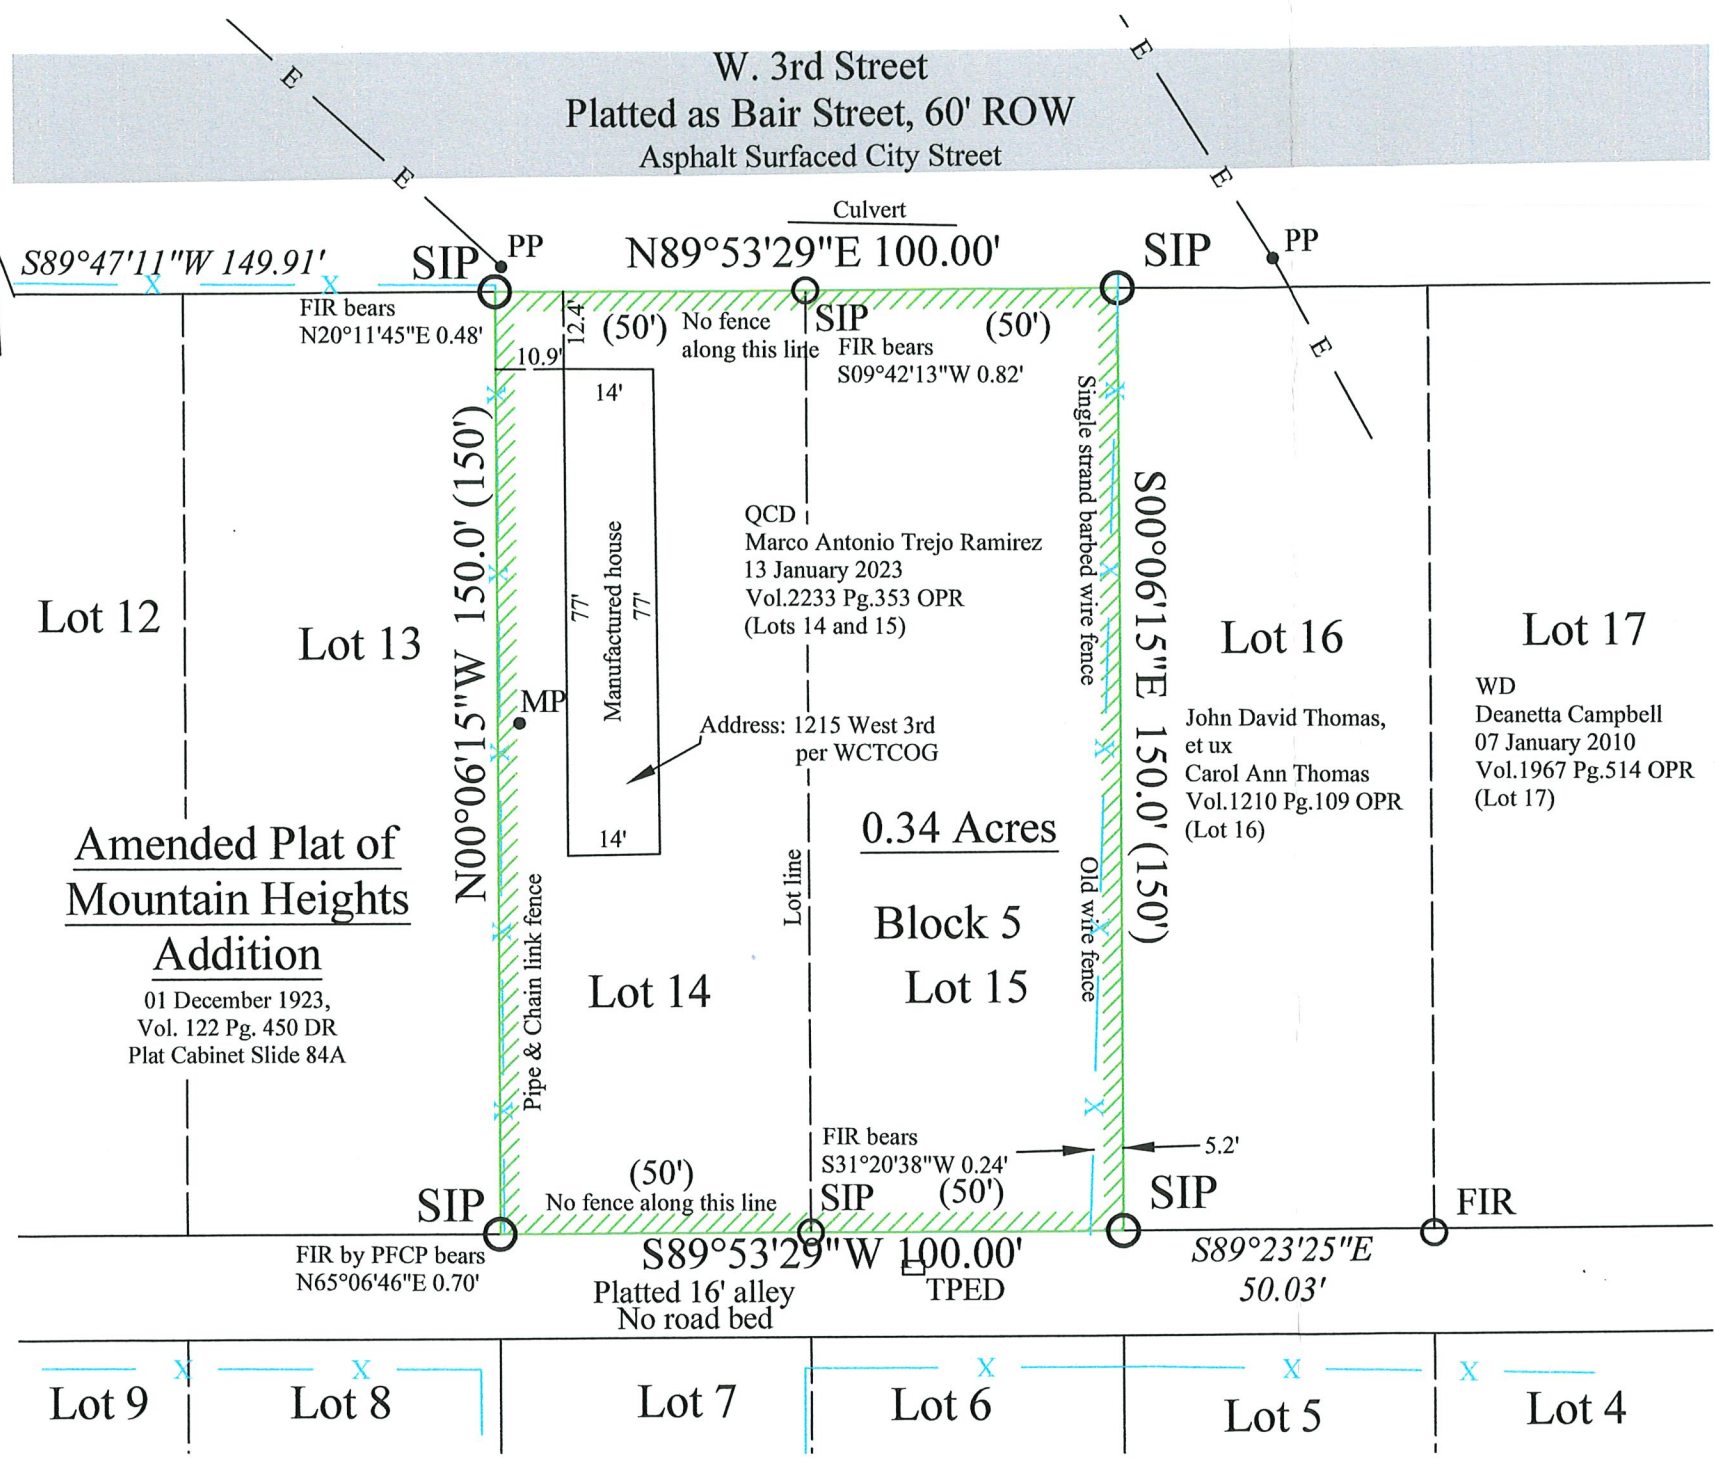 E
E
W. 3rd Street
Platted as Bair Street, 60' ROW
Asphalt Surfaced City Street
E
E
Culvert
S89°47'11"W 149.91'
SIP
PP
N89°53'29"E 100.00'
SIP
PP
X
X
FIR bears
N20°11'45"E 0.48'
12.4'
(50')
No fence
along this line
SIP
(50')
FIR bears
S09°42'13"W 0.82'
E
10.9'
14'
X
X
N00°06'15"W 150.0' (150')
Single strand barbed wire fence
S00°06'15"E 150.0' (150')
QCD
Marco Antonio Trejo Ramirez
13 January 2023
Vol.2233 Pg.353 OPR
(Lots 14 and 15)
X
X
77'
Manufactured house
77'
Lot 12
Lot 13
Lot 16
Lot 17
WD
Deanetta Campbell
07 January 2010
Vol.1967 Pg.514 OPR
(Lot 17)
MP
John David Thomas,
et ux
Carol Ann Thomas
Vol.1210 Pg.109 OPR
(Lot 16)
Address: 1215 West 3rd
per WCTCOG
X
X
14'
0.34 Acres
Amended Plat of
Mountain Heights
Addition
01 December 1923,
Vol. 122 Pg. 450 DR
Plat Cabinet Slide 84A
Pipe & Chain link fence
Lot line
Old wire fence
Block 5
X
X
Lot 14
Lot 15
X
X
FIR bears
S31°20'38"W 0.24'
5.2'
(50')
No fence along this line
SIP
SIP
(50')
SIP
FIR
FIR by PFCP bears
N65°06'46"E 0.70'
S89°53'29"W 100.00'
S89°23'25"E
50.03'
Platted 16' alley
No road bed
TPED
X
X
X
X
X
Lot 9
Lot 8
Lot 7
Lot 6
Lot 5
Lot 4